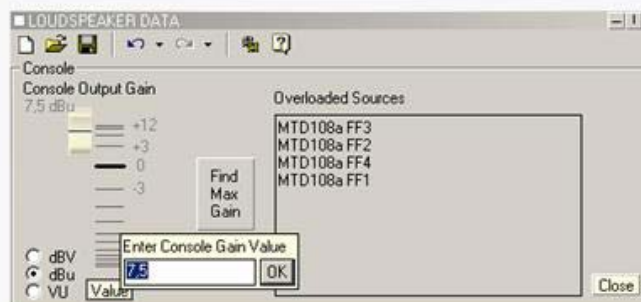 LOUDSPEAKER DATA
Console
Console Output Gain
7,5 dBu
+12
+3
0
-3
Find
Max
Gain
Overloaded Sources
MTD108a FF3
MTD108a FF2
MTD108a FF4
MTD108a FF1
Enter Console Gain Value
7,5
OK
dBV
dBu
VU
Value
Close